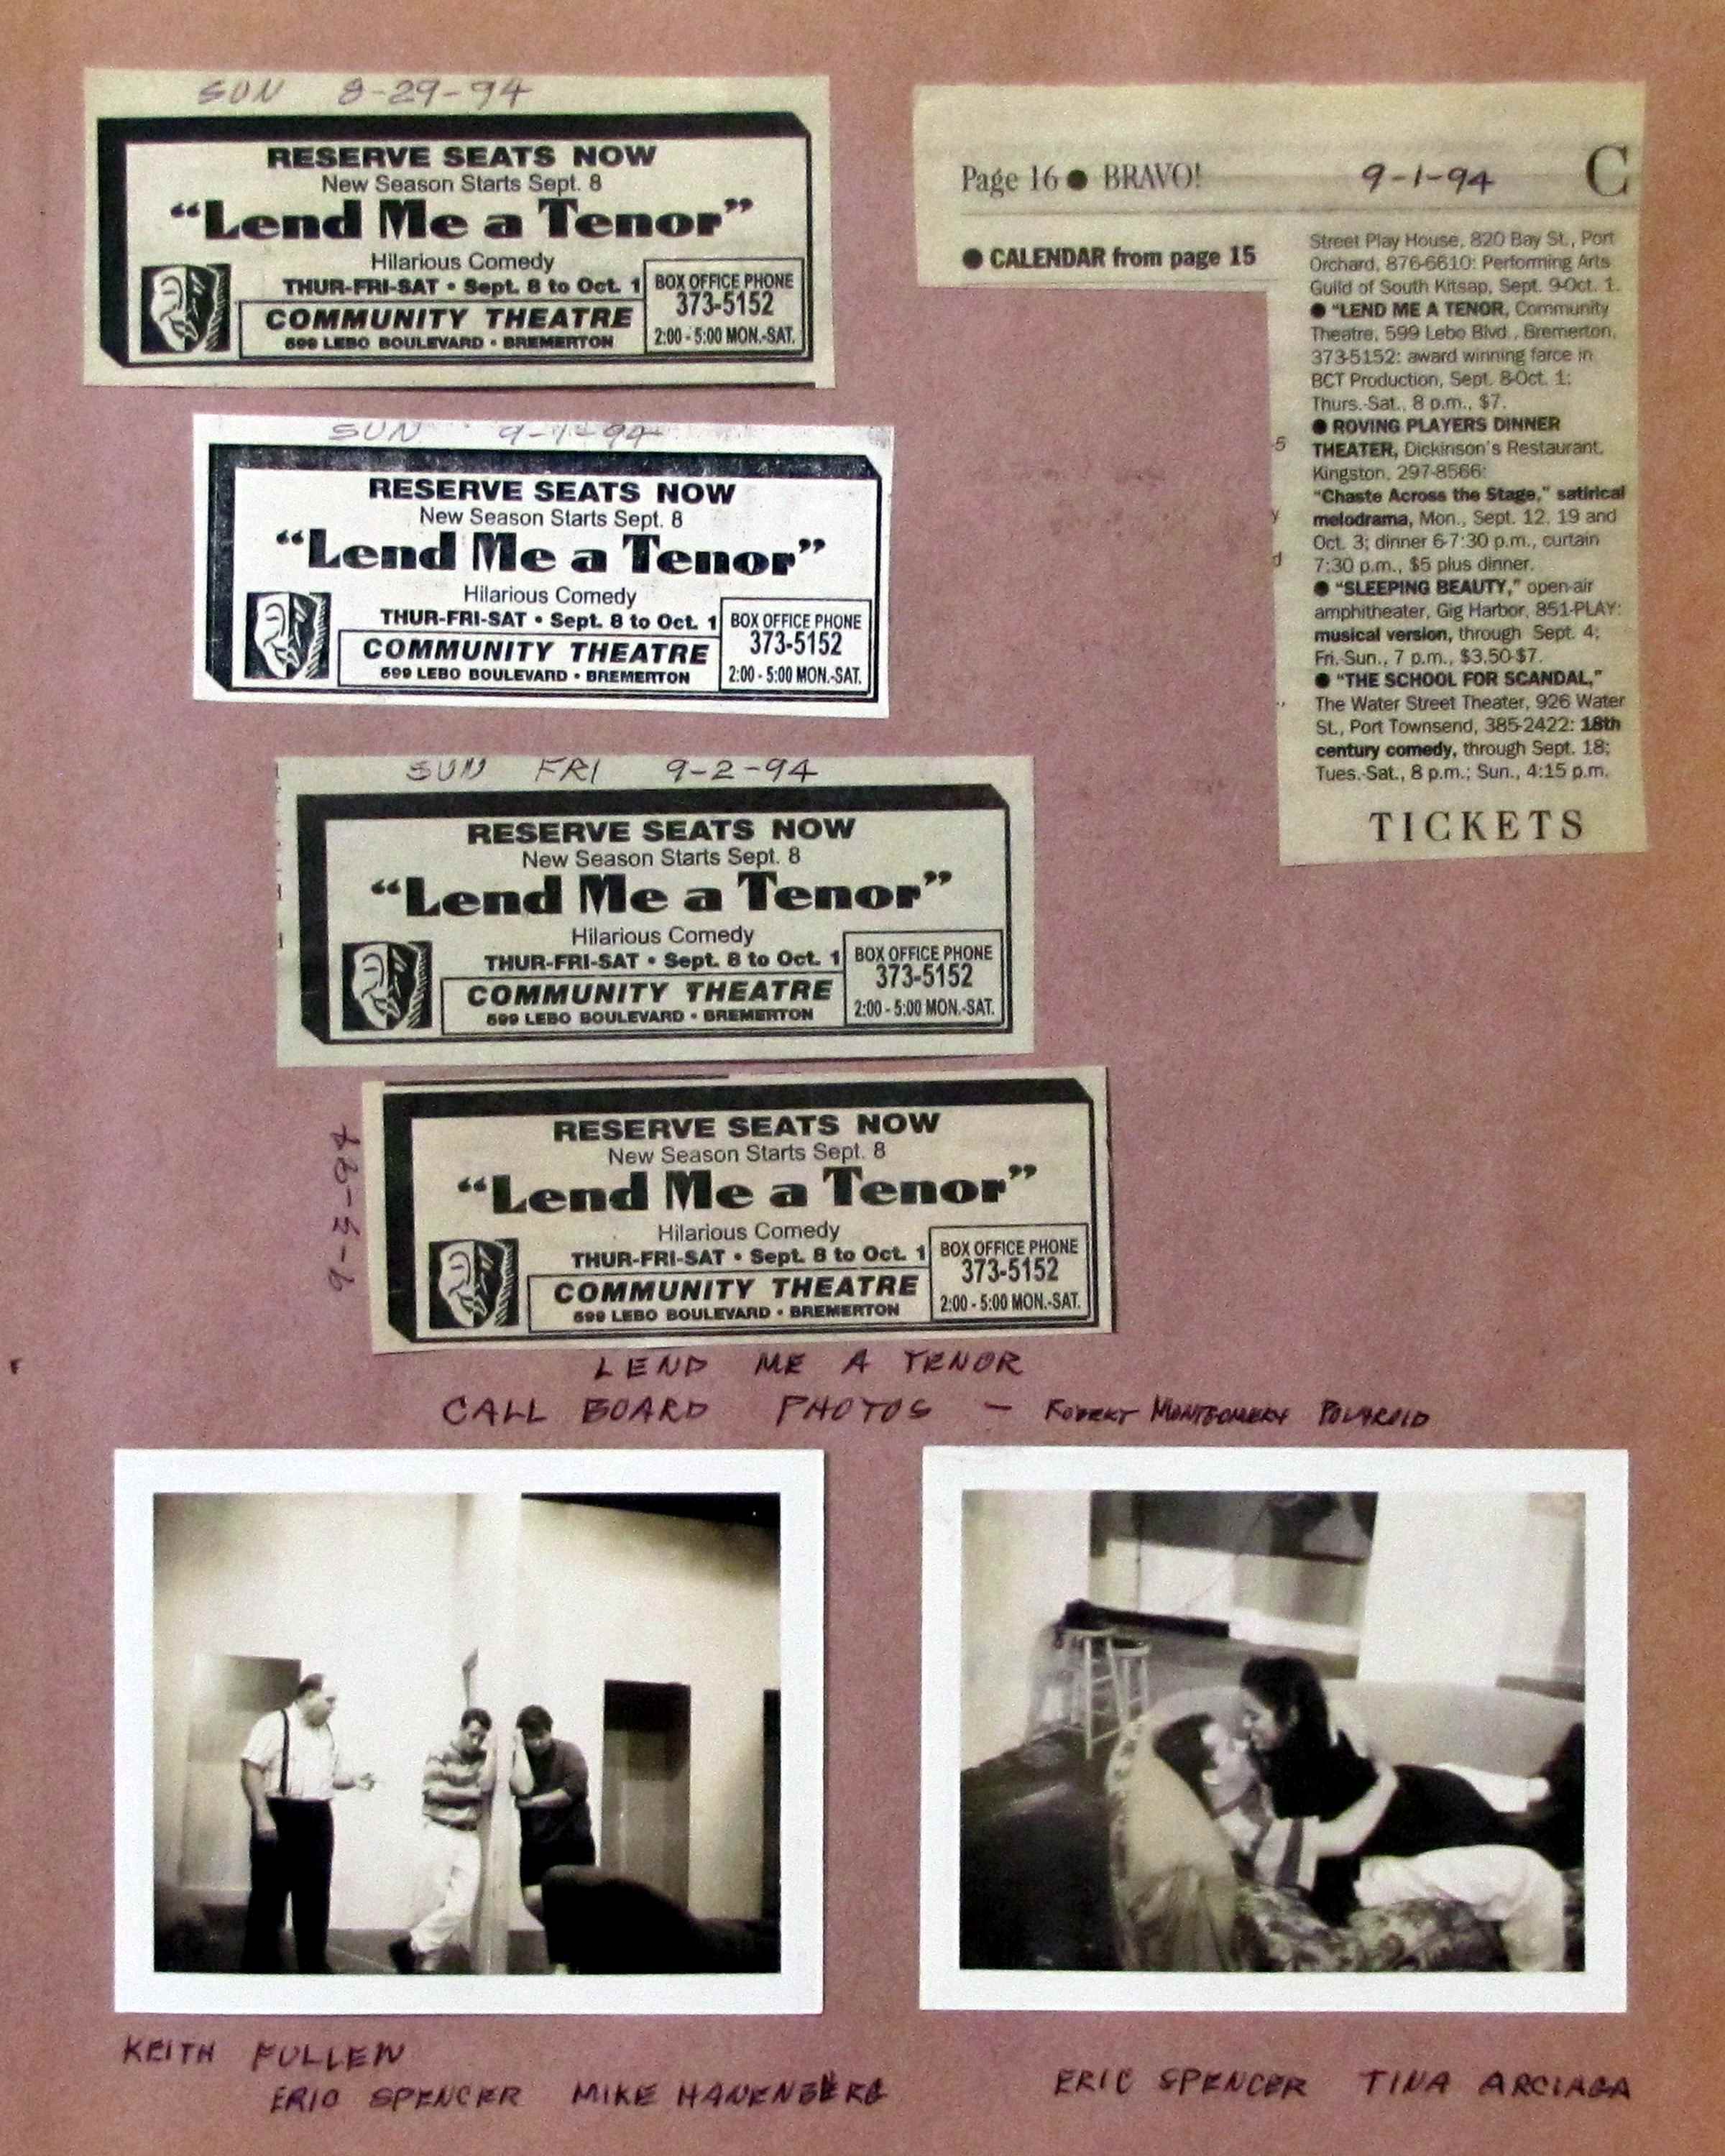 SUN 8-29-94
RESERVE SEATS NOW
New Season Starts Sept. 8
“Lend Me a Tenor”
Hilarious Comedy
THUR-FRI-SAT • Sept. 8 to Oct. 1
COMMUNITY THEATRE
599 LEBO BOULEVARD • BREMERTON
BOX OFFICE PHONE
373-5152
2:00 - 5:00 MON.-SAT.
SUN 9-1-94
RESERVE SEATS NOW
New Season Starts Sept. 8
“Lend Me a Tenor”
Hilarious Comedy
THUR-FRI-SAT • Sept. 8 to Oct. 1
COMMUNITY THEATRE
599 LEBO BOULEVARD • BREMERTON
BOX OFFICE PHONE
373-5152
2:00 - 5:00 MON.-SAT.
SUN FRI 9-2-94
RESERVE SEATS NOW
New Season Starts Sept. 8
“Lend Me a Tenor”
Hilarious Comedy
THUR-FRI-SAT • Sept. 8 to Oct. 1
COMMUNITY THEATRE
599 LEBO BOULEVARD • BREMERTON
BOX OFFICE PHONE
373-5152
2:00 - 5:00 MON.-SAT.
9-3-94
RESERVE SEATS NOW
New Season Starts Sept. 8
“Lend Me a Tenor”
Hilarious Comedy
THUR-FRI-SAT • Sept. 8 to Oct. 1
COMMUNITY THEATRE
599 LEBO BOULEVARD • BREMERTON
BOX OFFICE PHONE
373-5152
2:00 - 5:00 MON.-SAT.
Page 16 ● BRAVO! 9-1-94 C
● CALENDAR from page 15
Street Play House, 820 Bay St., Port
Orchard, 876-6610: Performing Arts
Guild of South Kitsap, Sept. 9-Oct. 1.
● “LEND ME A TENOR, Community
Theatre, 599 Lebo Blvd., Bremerton,
373-5152: award winning farce in
BCT Production, Sept. 8-Oct. 1;
Thurs.-Sat., 8 p.m., $7.
● ROVING PLAYERS DINNER
THEATER, Dickinson’s Restaurant,
Kingston, 297-8566:
“Chaste Across the Stage,” satirical
melodrama, Mon., Sept. 12, 19 and
Oct. 3; dinner 6-7:30 p.m., curtain
7:30 p.m., $5 plus dinner.
● “SLEEPING BEAUTY,” open-air
amphitheater, Gig Harbor, 851-PLAY:
musical version, through Sept. 4;
Fri.-Sun., 7 p.m., $3.50-$7.
● “THE SCHOOL FOR SCANDAL,”
The Water Street Theater, 926 Water
St., Port Townsend, 385-2422: 18th
century comedy, through Sept. 18;
Tues.-Sat., 8 p.m.; Sun., 4:15 p.m.
TICKETS
LEND ME A TENOR
CALL BOARD PHOTOS — ROBERT MONTGOMERY POLAROID
KEITH FULLEN
ERIC SPENCER MIKE HANENBERG
ERIC SPENCER TINA ARCIAGA